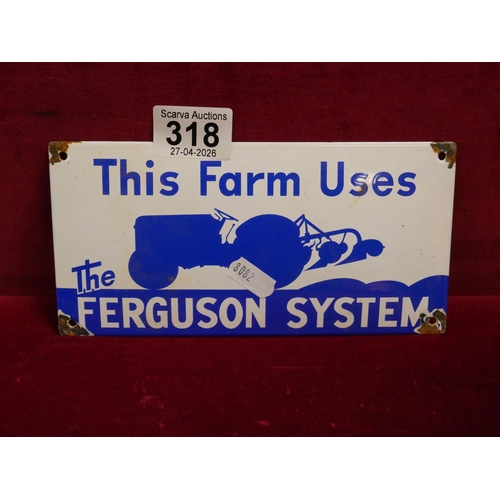 Scarva Auctions
318
27-04-2026
This Farm Uses
8082
The
FERGUSON SYSTEM